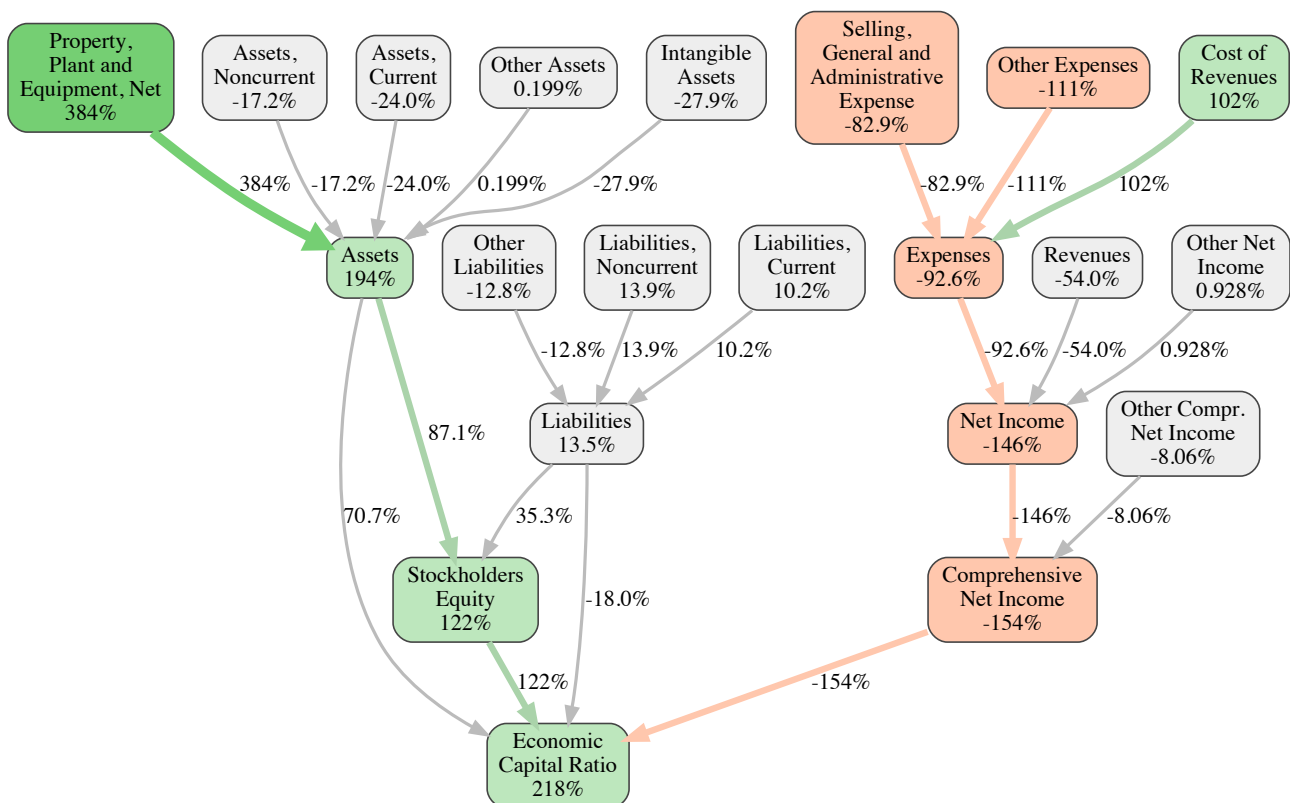 Property,
Plant and
Equipment, Net
384%
Assets,
Noncurrent
-17.2%
Assets,
Current
-24.0%
Other Assets
0.199%
Intangible
Assets
-27.9%
Selling,
General and
Administrative
Expense
-82.9%
Other Expenses
-111%
Cost of
Revenues
102%
384%
-17.2%
-24.0%
0.199%
-27.9%
-82.9%
-111%
102%
Assets
194%
Other
Liabilities
-12.8%
Liabilities,
Noncurrent
13.9%
Liabilities,
Current
10.2%
Expenses
-92.6%
Revenues
-54.0%
Other Net
Income
0.928%
-12.8%
13.9%
10.2%
-92.6%
-54.0%
0.928%
87.1%
Liabilities
13.5%
Net Income
-146%
Other Compr.
Net Income
-8.06%
70.7%
35.3%
-146%
-8.06%
Stockholders
Equity
122%
-18.0%
Comprehensive
Net Income
-154%
122%
-154%
Economic
Capital Ratio
218%